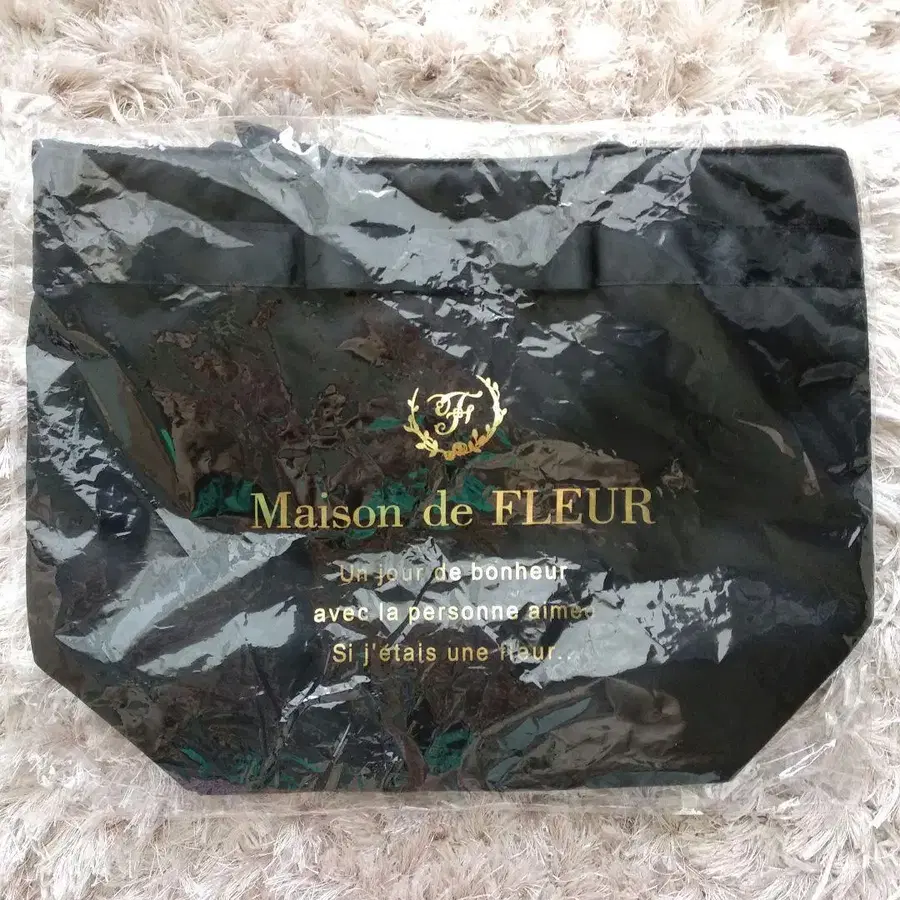 F
Maison de FLEUR
Un jour de bonheur
avec la personne aimée
Si j'étais une fleur...